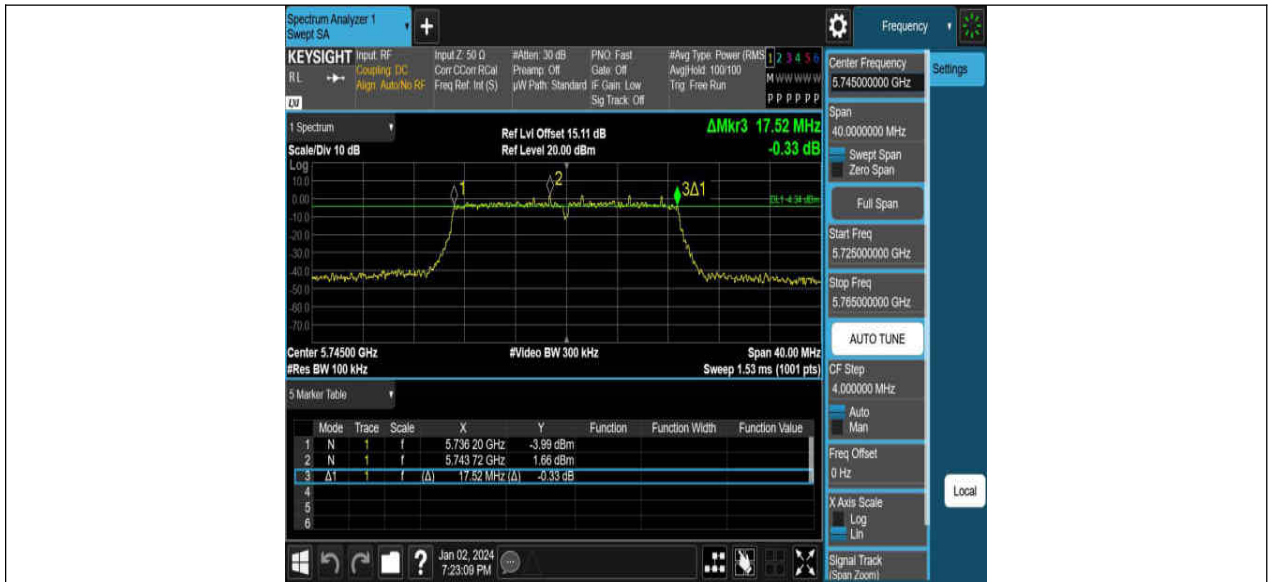 Spectrum Analyzer 1
Swept SA
+
Frequency
KEYSIGHT
RL
LXI
Input: RF
Coupling: DC
Align: Auto/No RF
Input Z: 50 Ω
Corr CCorr RCal
Freq Ref: Int (S)
#Atten: 30 dB
Preamp: Off
µW Path: Standard
PNO: Fast
Gate: Off
IF Gain: Low
Sig Track: Off
#Avg Type: Power (RMS
Avg|Hold: 100/100
Trig: Free Run
1 2 3 4 5 6
M W W W W W
P P P P P P
1 Spectrum
Scale/Div 10 dB
Ref Lvl Offset 15.11 dB
Ref Level 20.00 dBm
ΔMkr3 17.52 MHz
-0.33 dB
Log
10.0
0.00
-10.0
-20.0
-30.0
-40.0
-50.0
-60.0
-70.0
1
2
3Δ1
DL1 -4.34 dBm
Center 5.74500 GHz
#Res BW 100 kHz
#Video BW 300 kHz
Span 40.00 MHz
Sweep 1.53 ms (1001 pts)
5 Marker Table
Mode Trace Scale X Y Function Function Width Function Value
1 N 1 f 5.736 20 GHz -3.99 dBm
2 N 1 f 5.743 72 GHz 1.66 dBm
3 Δ1 1 f (Δ) 17.52 MHz (Δ) -0.33 dB
4
5
6
?
Jan 02, 2024
7:23:09 PM
Settings
Center Frequency
5.745000000 GHz
Span
40.0000000 MHz
Swept Span
Zero Span
Full Span
Start Freq
5.725000000 GHz
Stop Freq
5.765000000 GHz
AUTO TUNE
CF Step
4.000000 MHz
Auto
Man
Freq Offset
0 Hz
X Axis Scale
Log
Lin
Signal Track
(Span Zoom)
Local